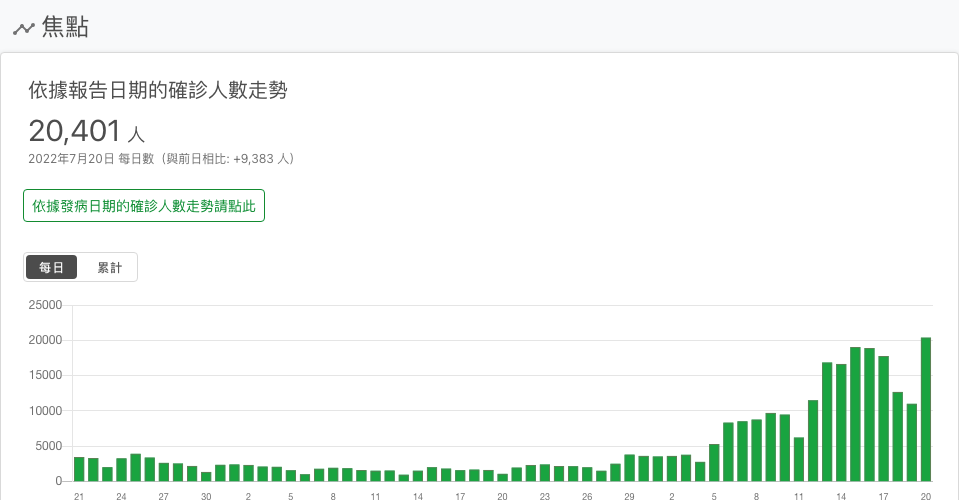 焦點
依據報告日期的確診人數走勢
20,401 人
2022年7月20日 每日數（與前日相比: +9,383 人）
依據發病日期的確診人數走勢請點此
每日 累計
25000
20000
15000
10000
5000
0
21 24 27 30 2 5 8 11 14 17 20 23 26 29 2 5 8 11 14 17 20